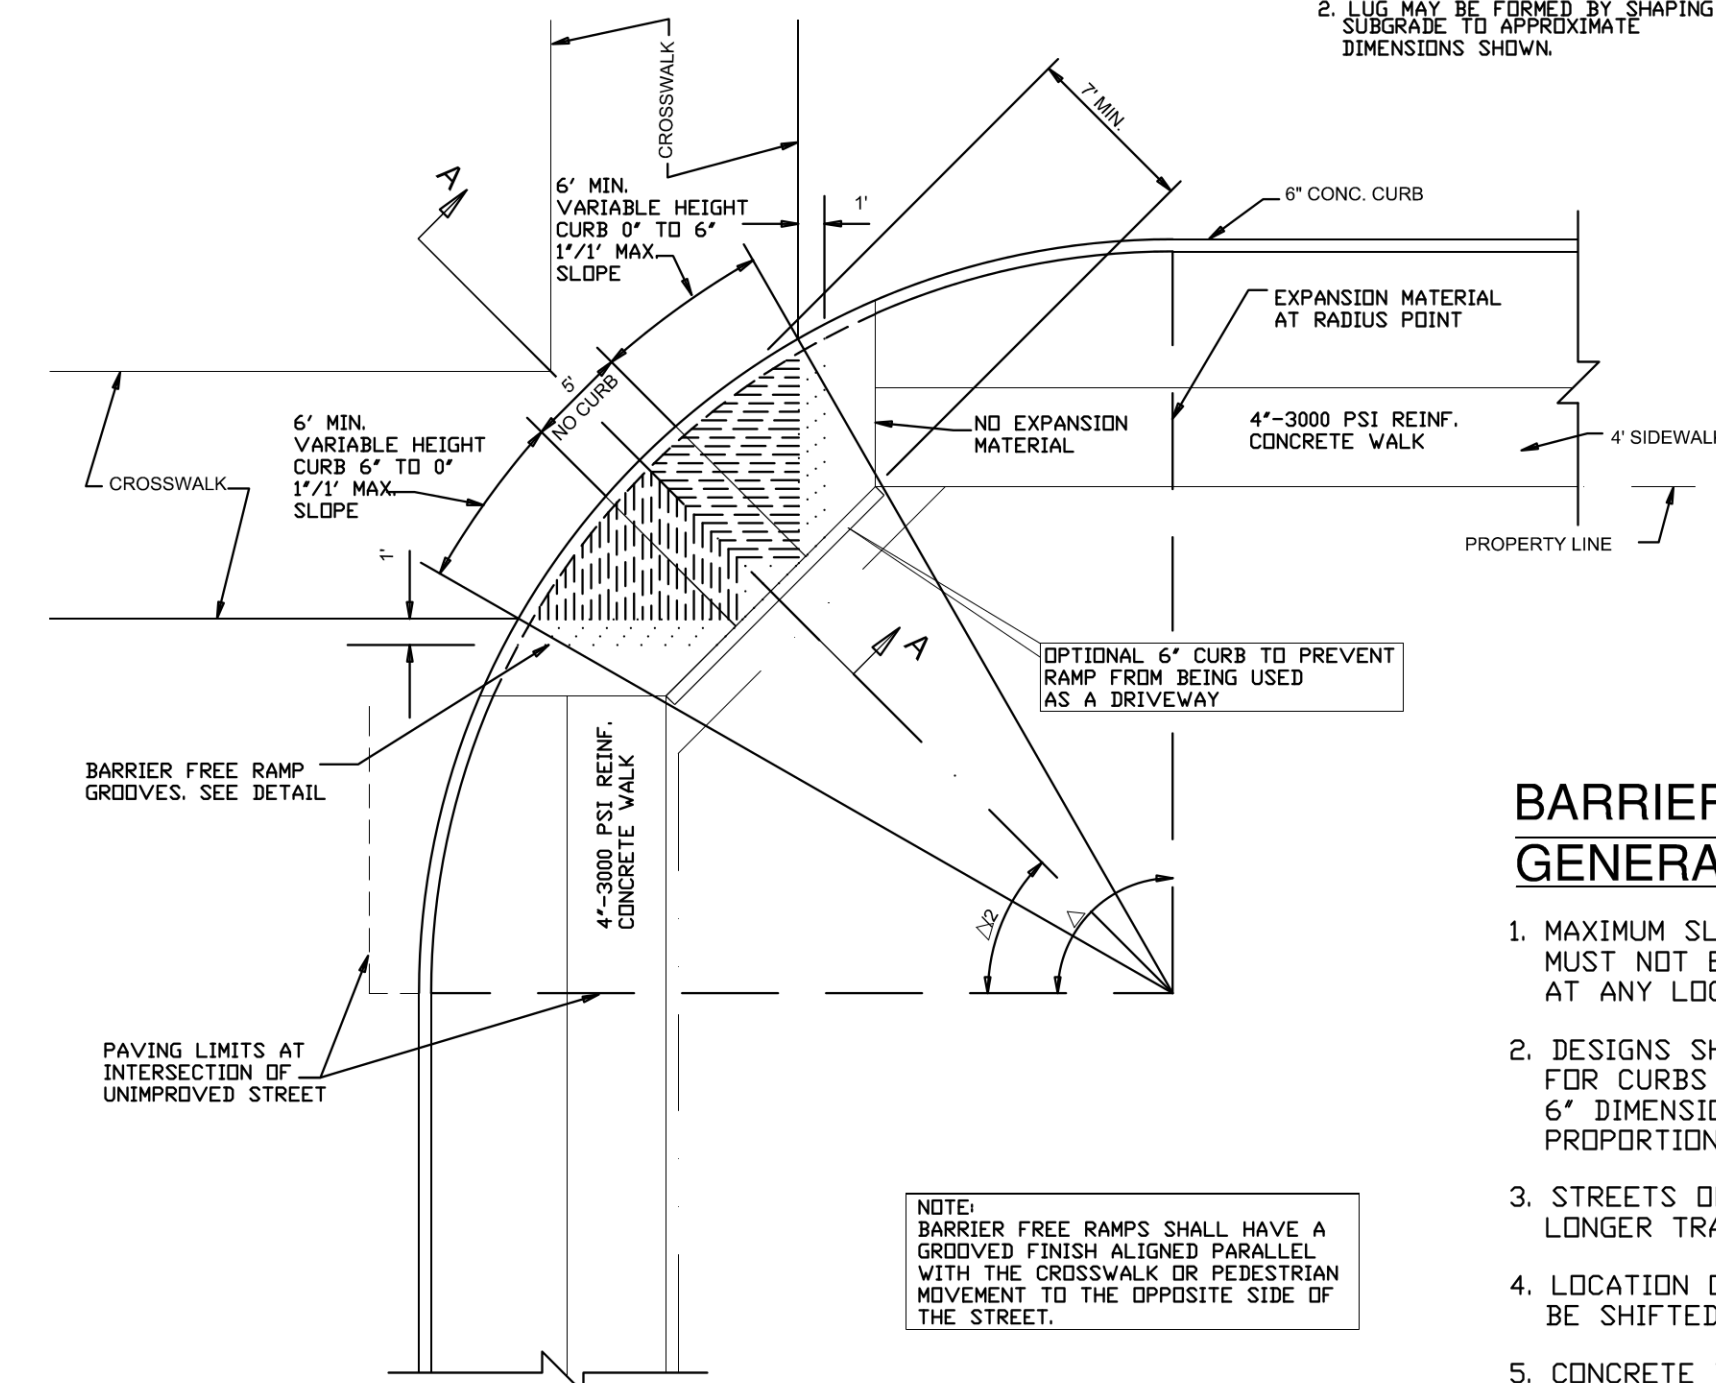 2. LUG MAY BE FORMED BY SHAPING
SUBGRADE TO APPROXIMATE
DIMENSIONS SHOWN.
CROSSWALK
7' MIN.
A
6' MIN.
VARIABLE HEIGHT
CURB 0" TO 6"
1"/1' MAX.
SLOPE
1'
6" CONC. CURB
EXPANSION MATERIAL
AT RADIUS POINT
5'
NO CURB
6' MIN.
VARIABLE HEIGHT
CURB 6" TO 0"
1"/1' MAX.
SLOPE
NO EXPANSION
MATERIAL
4"-3000 PSI REINF.
CONCRETE WALK
4' SIDEWALK
CROSSWALK
1'
PROPERTY LINE
A
OPTIONAL 6" CURB TO PREVENT
RAMP FROM BEING USED
AS A DRIVEWAY
BARRIER FREE RAMP
GROOVES. SEE DETAIL
4"-3000 PSI REINF.
CONCRETE WALK
△/2
△
PAVING LIMITS AT
INTERSECTION OF
UNIMPROVED STREET
NOTE:
BARRIER FREE RAMPS SHALL HAVE A
GROOVED FINISH ALIGNED PARALLEL
WITH THE CROSSWALK OR PEDESTRIAN
MOVEMENT TO THE OPPOSITE SIDE OF
THE STREET.
BARRIER
GENERA
1. MAXIMUM SL
MUST NOT E
AT ANY LOC
2. DESIGNS SH
FOR CURBS
6" DIMENSIO
PROPORTION
3. STREETS O
LONGER TRA
4. LOCATION O
BE SHIFTED
5. CONCRETE